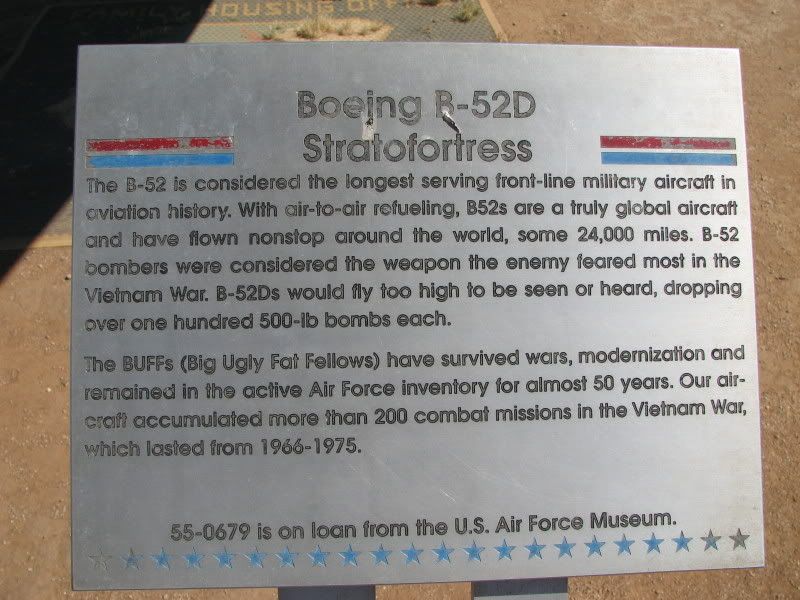 FAMILY HOUSING OFFI
Boeing B-52D
Stratofortress
The B-52 is considered the longest serving front-line military aircraft in
aviation history. With air-to-air refueling, B52s are a truly global aircraft
and have flown nonstop around the world, some 24,000 miles. B-52
bombers were considered the weapon the enemy feared most in the
Vietnam War. B-52Ds would fly too high to be seen or heard, dropping
over one hundred 500-lb bombs each.
The BUFFs (Big Ugly Fat Fellows) have survived wars, modernization and
remained in the active Air Force inventory for almost 50 years. Our air-
craft accumulated more than 200 combat missions in the Vietnam War,
which lasted from 1966-1975.
55-0679 is on loan from the U.S. Air Force Museum.